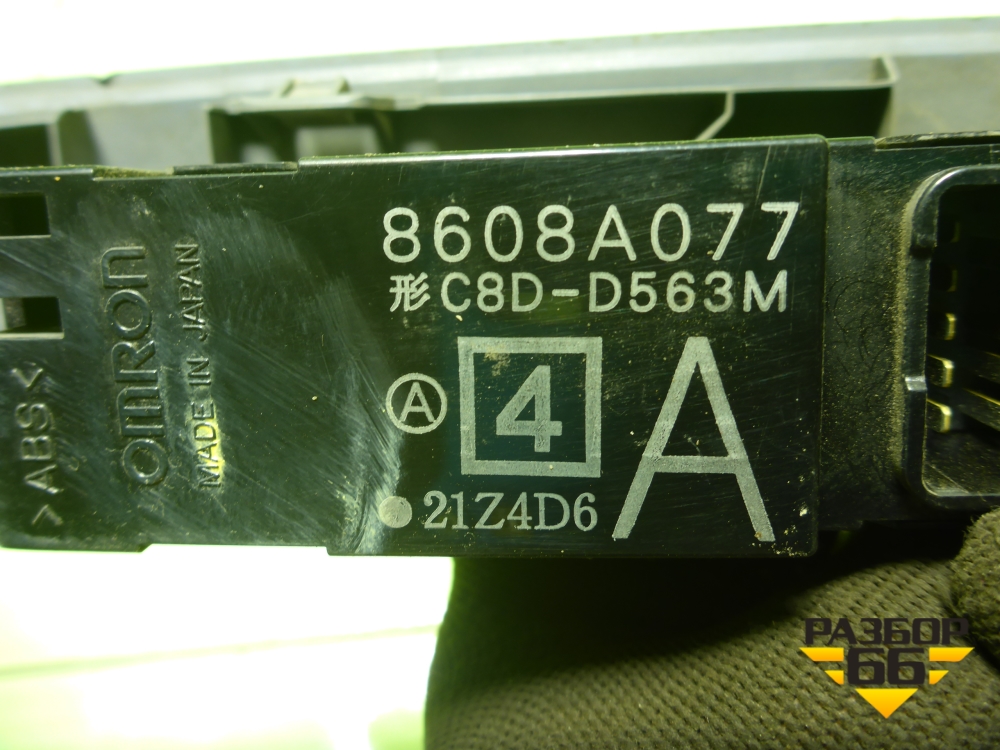 8608A077
形C8D-D563M
A
4
A
21Z4D6
OMRON
MADE IN JAPAN
>ABS<
РАЗБОР
66